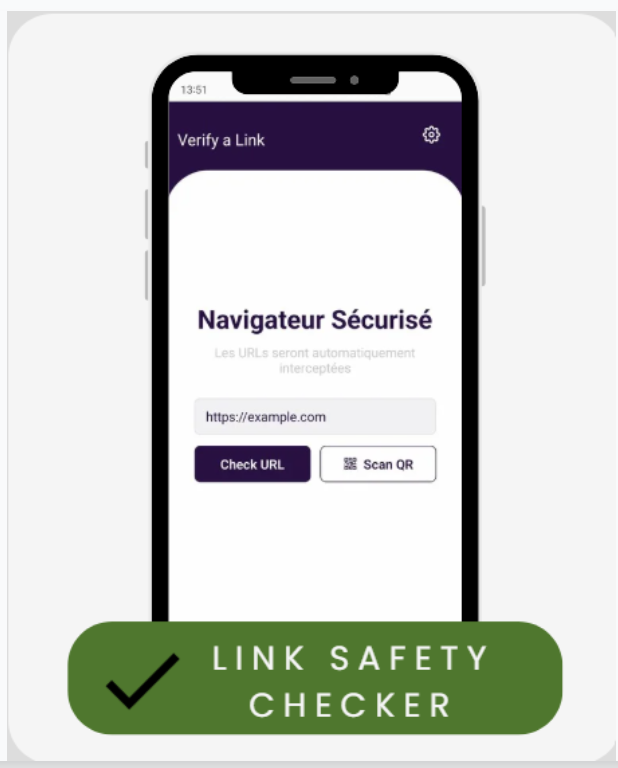 13:51
Verify a Link
Navigateur Sécurisé
Les URLs seront automatiquement
interceptées
https://example.com
Check URL
Scan QR
LINK SAFETY
CHECKER